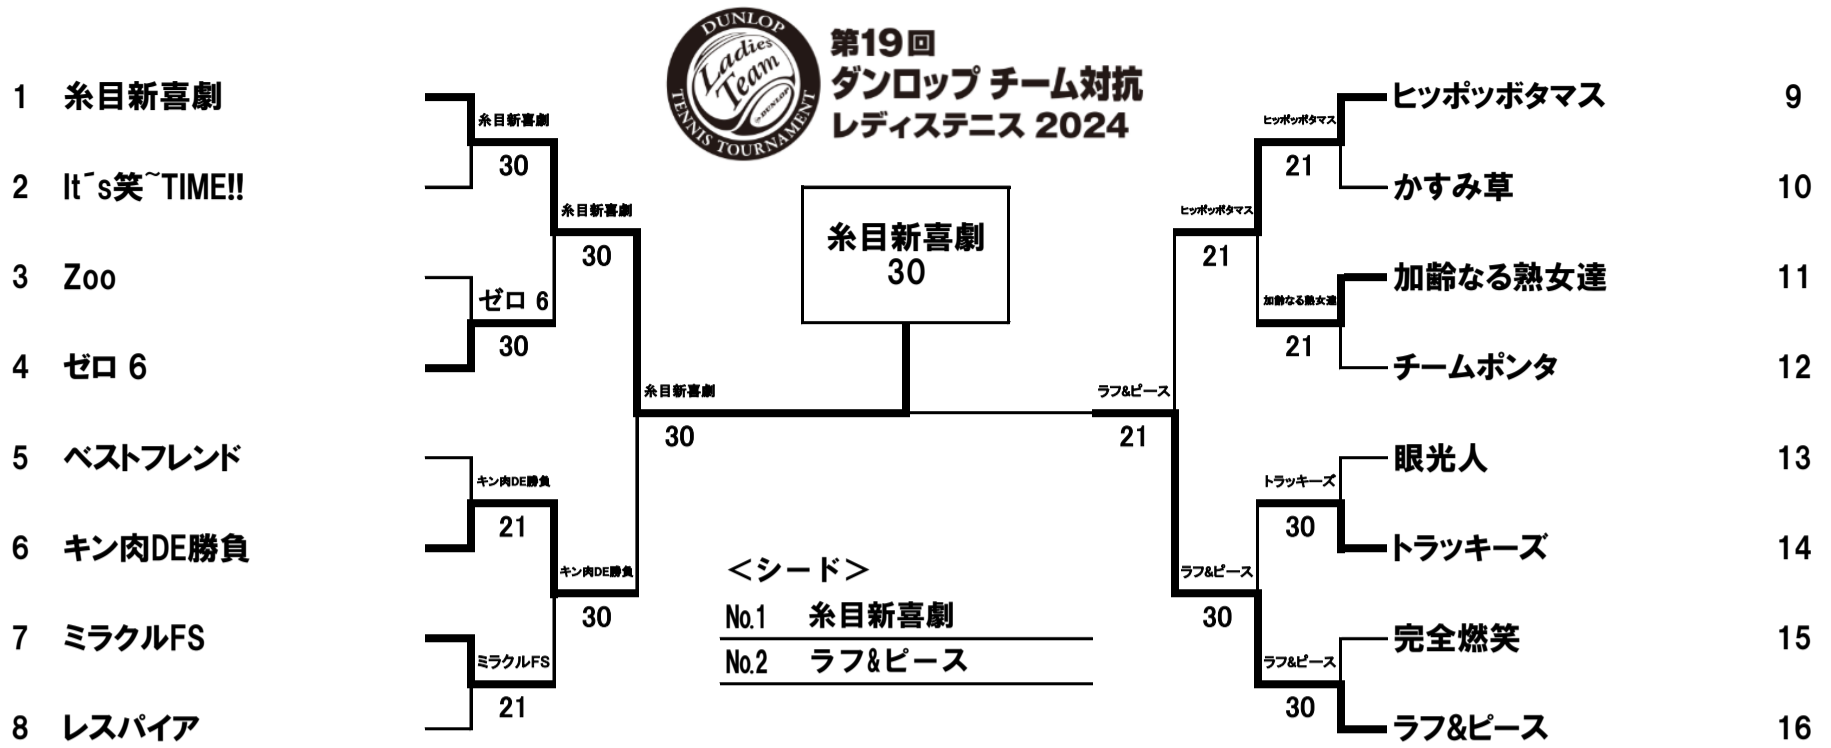 DUNLOP
Ladies
Team
by DUNLOP
TENNIS TOURNAMENT
第19回
ダンロップ チーム対抗
レディステニス 2024
1 糸目新喜劇
2 It´s笑~TIME!!
3 Zoo
4 ゼロ 6
5 ベストフレンド
6 キン肉DE勝負
7 ミラクルFS
8 レスパイア
糸目新喜劇
30
ゼロ 6
30
キン肉DE勝負
21
ミラクルFS
21
糸目新喜劇
30
キン肉DE勝負
30
糸目新喜劇
30
糸目新喜劇
30
ラフ&ピース
21
ヒッポッポタマス
21
ラフ&ピース
30
ヒッポッポタマス
21
加齢なる熟女達
21
トラッキーズ
30
ラフ&ピース
30
ヒッポッポタマス 9
かすみ草 10
加齢なる熟女達 11
チームポンタ 12
眼光人 13
トラッキーズ 14
完全燃笑 15
ラフ&ピース 16
＜シード＞
No.1 糸目新喜劇
No.2 ラフ&ピース